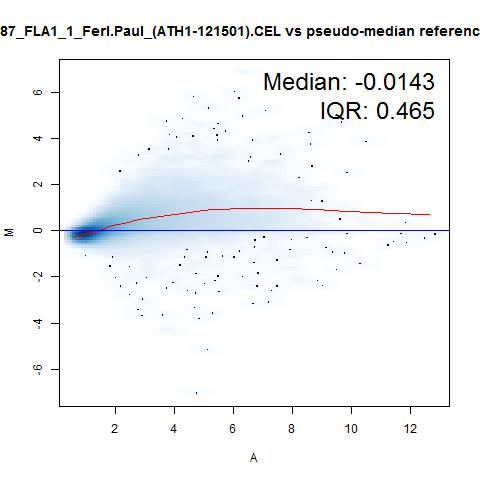 87_FLA1_1_Ferl.Paul_(ATH1-121501).CEL vs pseudo-median referenc
Median: -0.0143
IQR: 0.465
6
4
2
0
-2
-4
-6
M
2 4 6 8 10 12
A